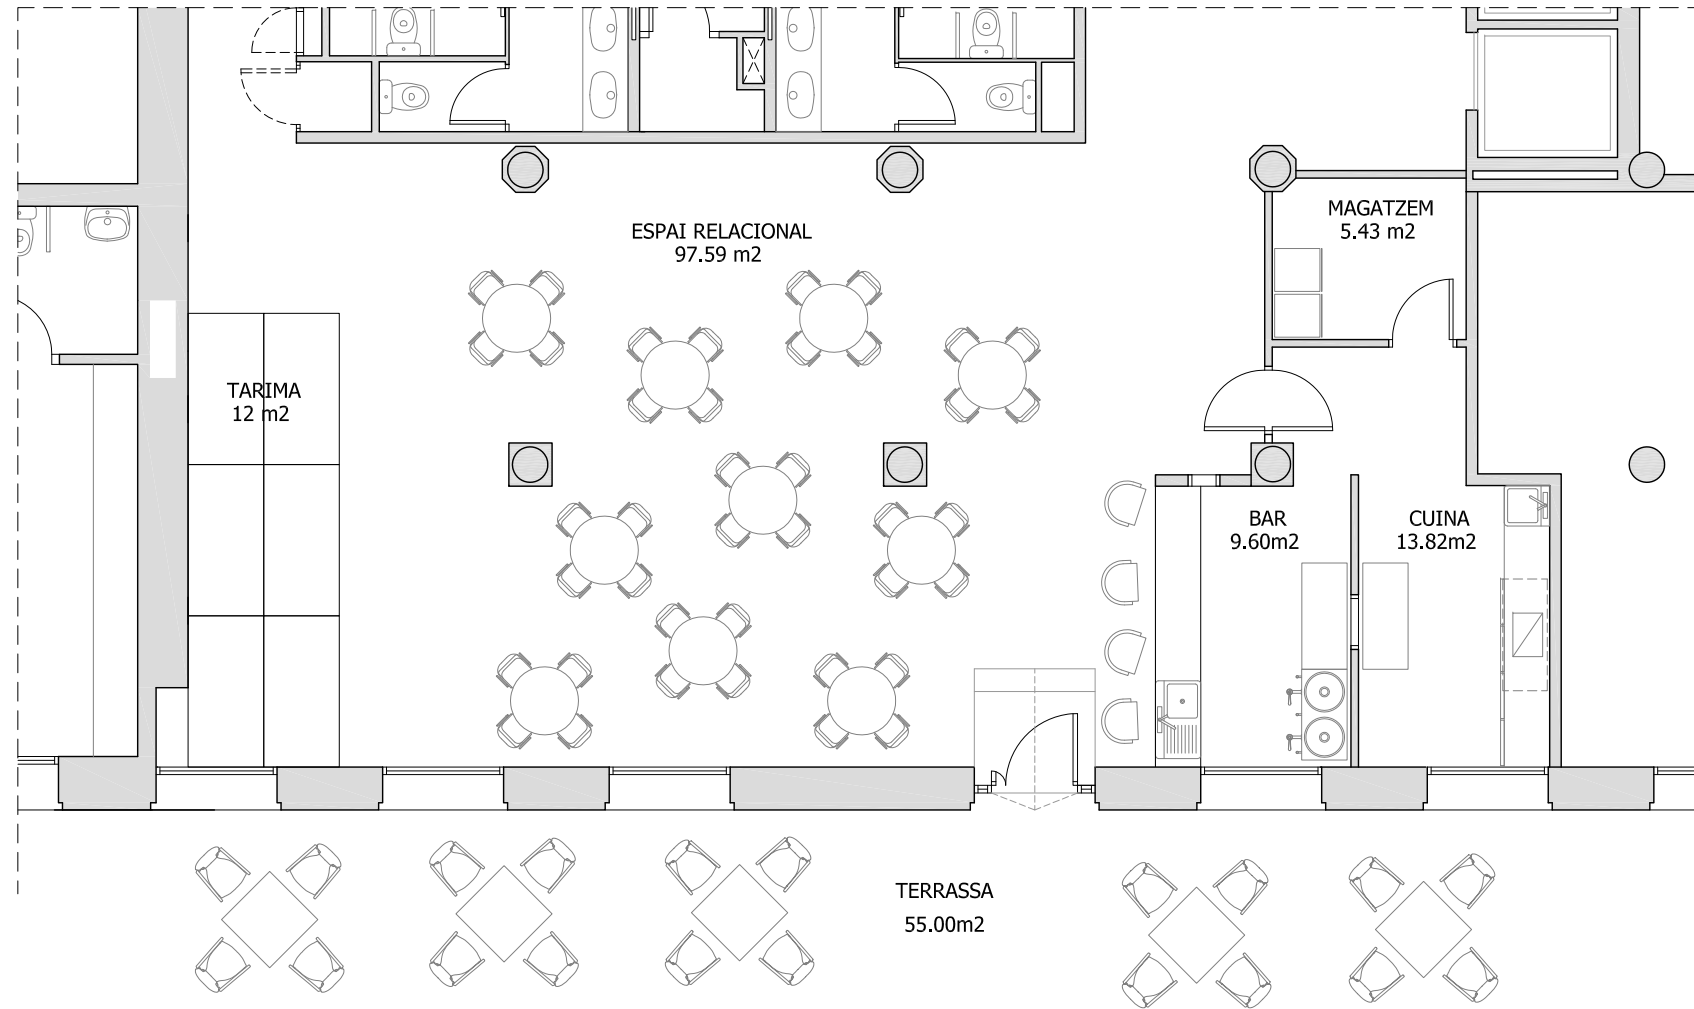 MAGATZEM
5.43 m2
ESPAI RELACIONAL
97.59 m2
TARIMA
12 m2
BAR
9.60m2
CUINA
13.82m2
TERRASSA
55.00m2